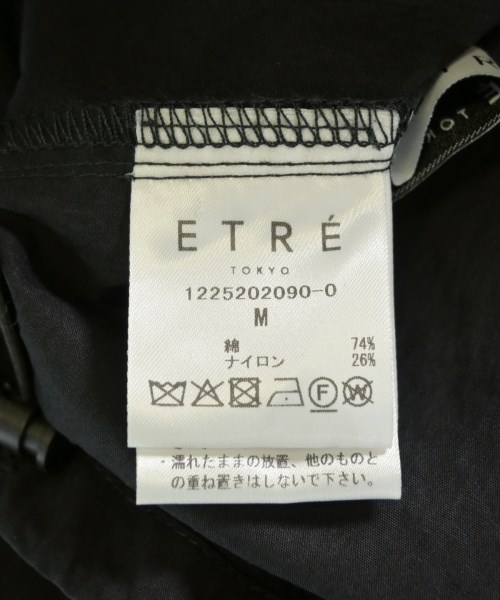 ETRÉ
TOKYO
1225202090-0
M
綿 74%
ナイロン 26%
F W
・濡れたままの放置、他のものと
の重ね置きはしないで下さい。